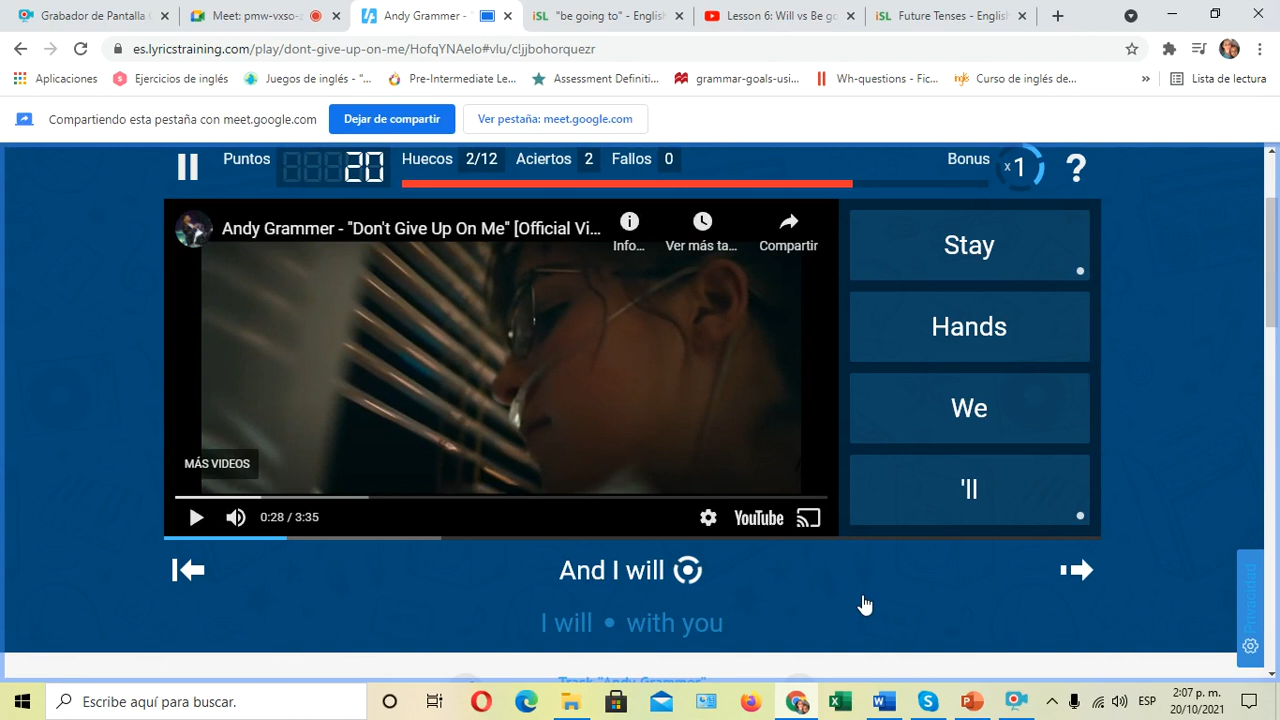 Grabador de Pantalla G
Meet: pmw-vxso-z
Andy Grammer - "
"be going to" - English
Lesson 6: Will vs Be go
Future Tenses - English
es.lyricstraining.com/play/dont-give-up-on-me/HofqYNAelo#vlu/cljjbohorquezr
Aplicaciones
Ejercicios de inglés
Juegos de inglés - "...
Pre-Intermediate Le...
Assessment Definiti...
grammar-goals-usi...
Wh-questions - Fic...
Curso de inglés de...
»
Lista de lectura
Compartiendo esta pestaña con meet.google.com
Dejar de compartir
Ver pestaña: meet.google.com
Puntos 20
Huecos 2/12 Aciertos 2 Fallos 0
Bonus x1 ?
Andy Grammer - "Don't Give Up On Me" [Official Vi...
Info...
Ver más ta...
Compartir
MÁS VIDEOS
0:28 / 3:35
YouTube
Stay
Hands
We
'll
And I will
I will • with you
Privacidad
Track "Andy Grammer"
Escribe aquí para buscar.
ESP
2:07 p. m.
20/10/2021